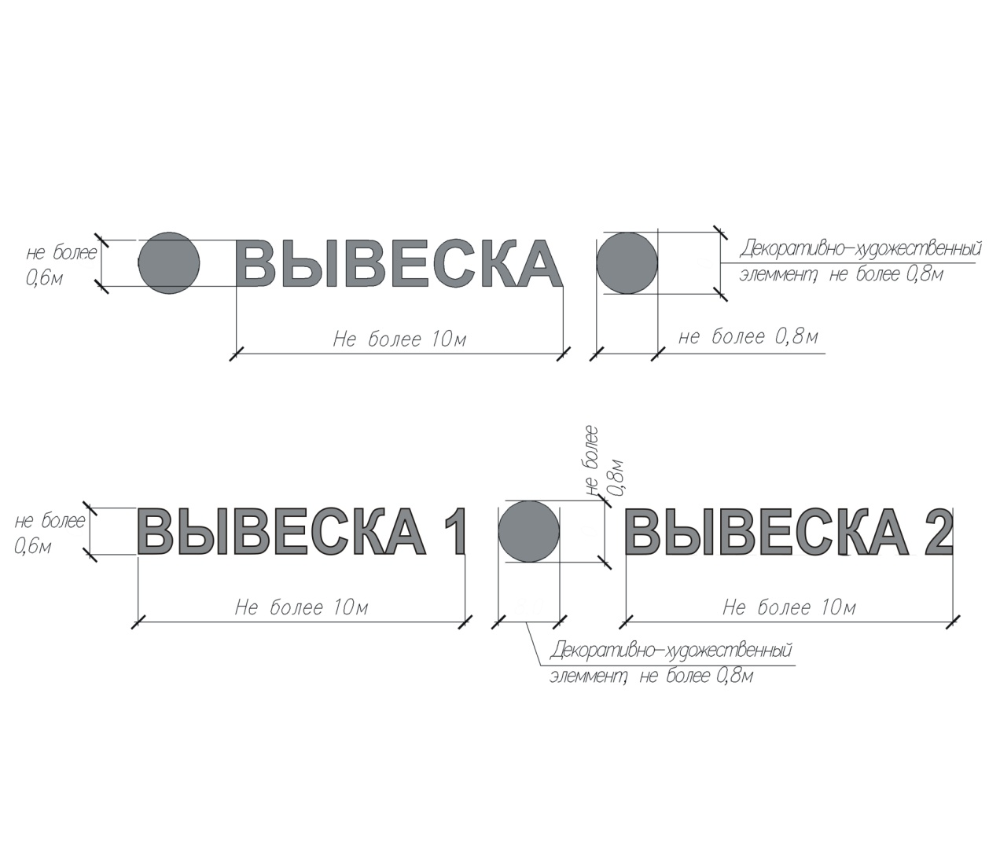 не более
0,6м
ВЫВЕСКА
Декоративно-художественный
элеммент, не более 0,8м
Не более 10м
не более 0,8м
не более
0,8м
не более
0,6м
ВЫВЕСКА 1
ВЫВЕСКА 2
Не более 10м
Не более 10м
Декоративно-художественный
элеммент, не более 0,8м